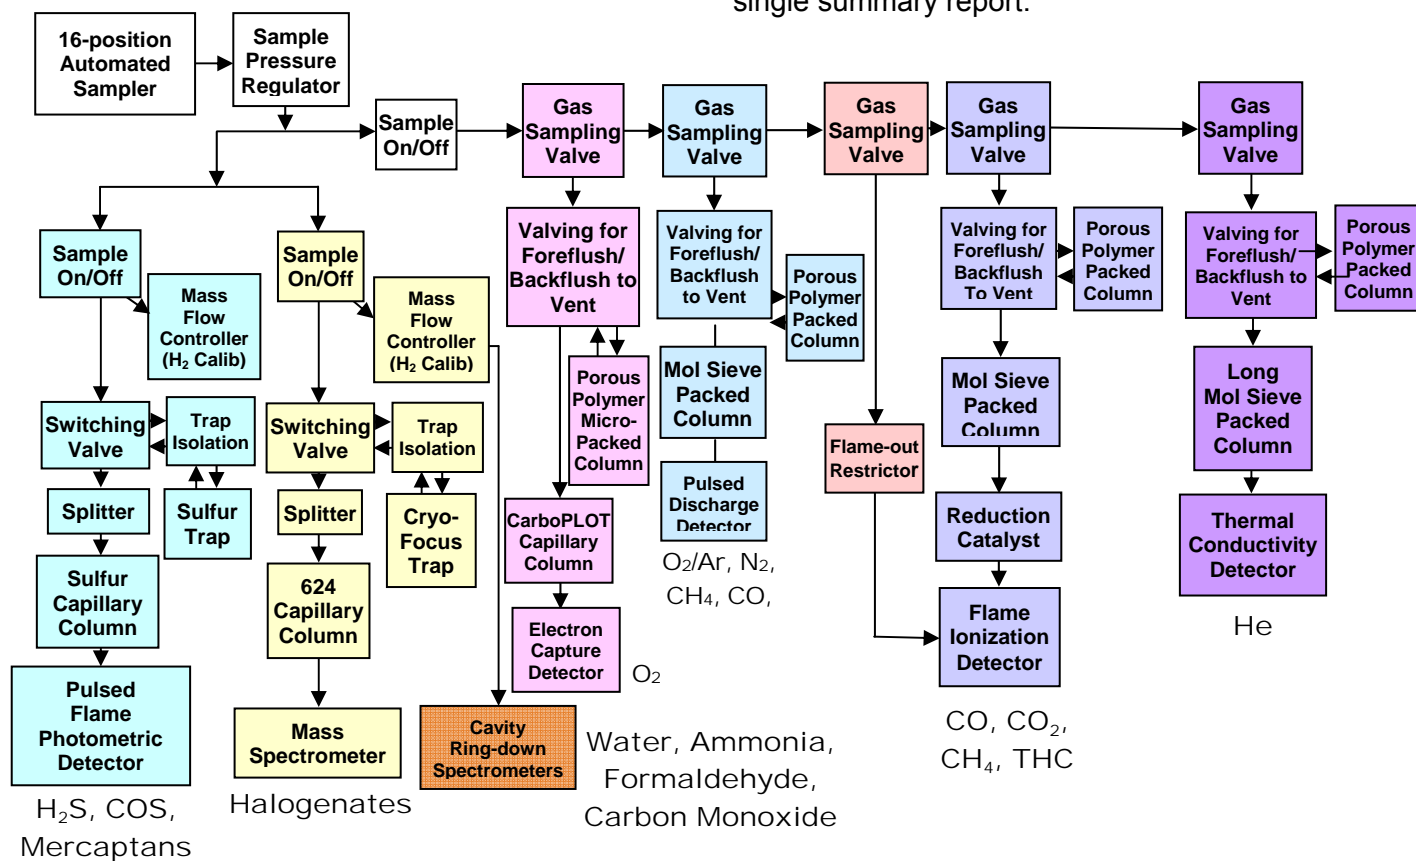 single summary report.
16-position
Automated
Sampler
Sample
Pressure
Regulator
Sample
On/Off
Gas
Sampling
Valve
Gas
Sampling
Valve
Gas
Sampling
Valve
Gas
Sampling
Valve
Gas
Sampling
Valve
Sample
On/Off
Mass
Flow
Controller
(H₂ Calib)
Sample
On/Off
Mass
Flow
Controller
(H₂ Calib)
Valving for
Foreflush/
Backflush to
Vent
Valving for
Foreflush/
Backflush
to Vent
Porous
Polymer
Packed
Column
Valving for
Foreflush/
Backflush
To Vent
Porous
Polymer
Packed
Column
Valving for
Foreflush/
Backflush to
Vent
Porous
Polymer
Packed
Column
Switching
Valve
Trap
Isolation
Switching
Valve
Trap
Isolation
Porous
Polymer
Micro-
Packed
Column
Mol Sieve
Packed
Column
Mol Sieve
Packed
Column
Long
Mol Sieve
Packed
Column
Flame-out
Restrictor
Splitter
Sulfur
Trap
Splitter
Cryo-
Focus
Trap
CarboPLOT
Capillary
Column
Pulsed
Discharge
Detector
O₂/Ar, N₂,
CH₄, CO,
Reduction
Catalyst
Thermal
Conductivity
Detector
He
Sulfur
Capillary
Column
624
Capillary
Column
Electron
Capture
Detector
O₂
Flame
Ionization
Detector
CO, CO₂,
CH₄, THC
Pulsed
Flame
Photometric
Detector
H₂S, COS,
Mercaptans
Mass
Spectrometer
Halogenates
Cavity
Ring-down
Spectrometers
Water, Ammonia,
Formaldehyde,
Carbon Monoxide